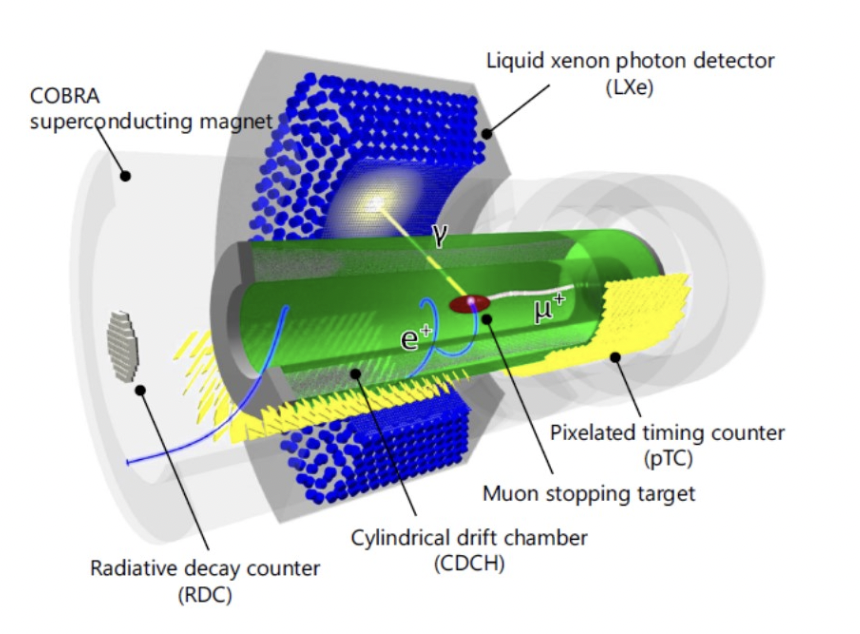 Liquid xenon photon detector
(LXe)
COBRA
superconducting magnet
γ
μ⁺
e⁺
Pixelated timing counter
(pTC)
Muon stopping target
Cylindrical drift chamber
(CDCH)
Radiative decay counter
(RDC)